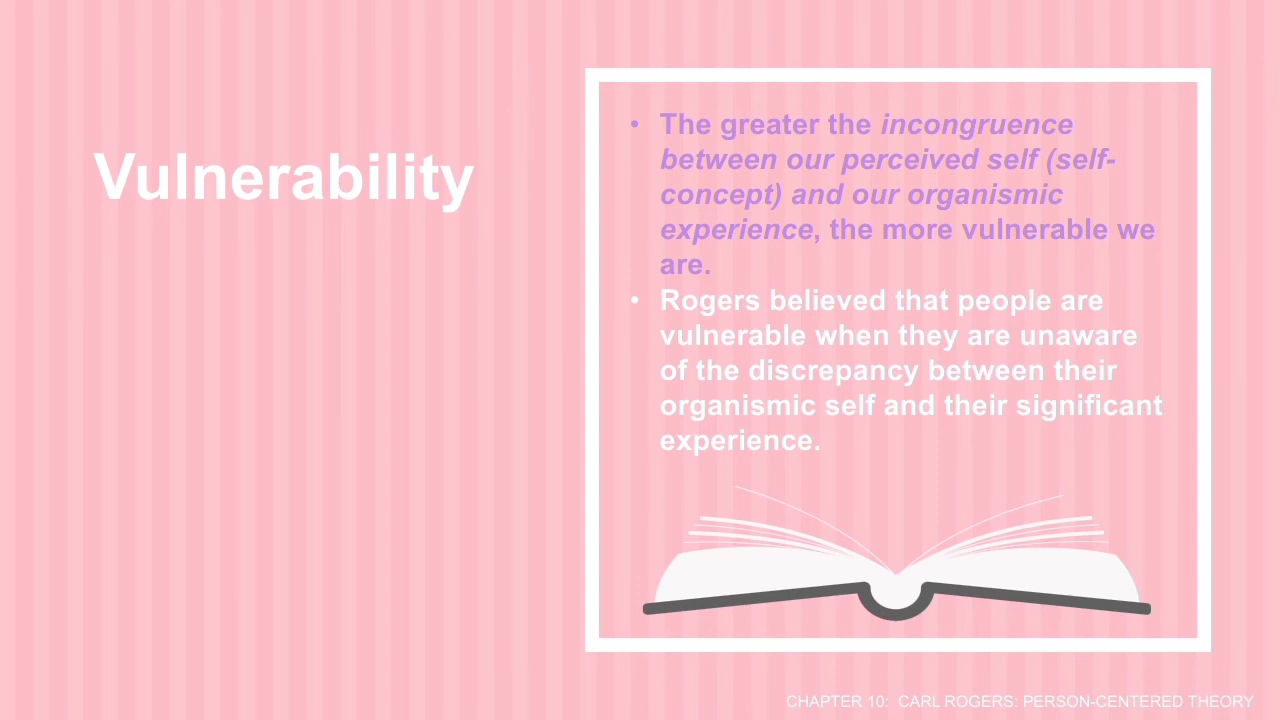 Vulnerability
• The greater the incongruence
between our perceived self (self-
concept) and our organismic
experience, the more vulnerable we
are.
• Rogers believed that people are
vulnerable when they are unaware
of the discrepancy between their
organismic self and their significant
experience.
CHAPTER 10:  CARL ROGERS: PERSON-CENTERED THEORY